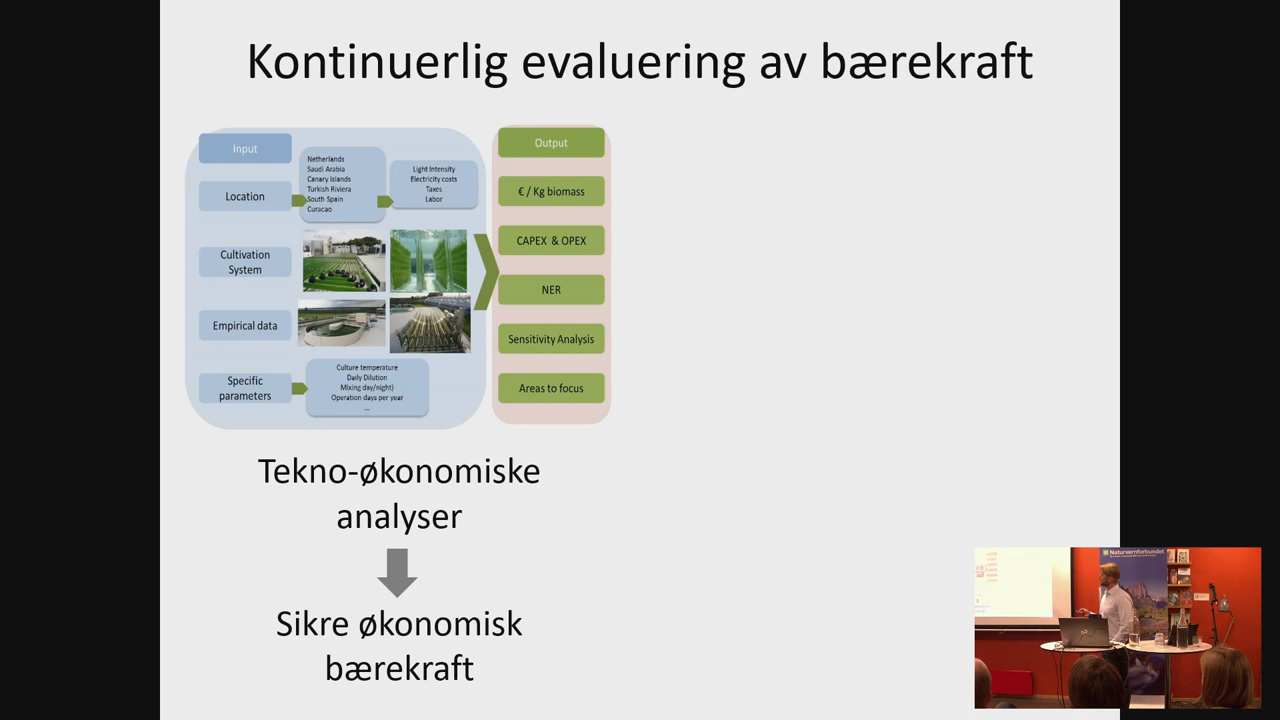 Kontinuerlig evaluering av bærekraft
Input
Location
Netherlands
Saudi Arabia
Canary Islands
Turkish Riviera
South Spain
Curacao
Light Intensity
Electricity costs
Taxes
Labor
Cultivation
System
Empirical data
Specific
parameters
Culture temperature
Daily Dilution
Mixing day/night)
Operation days per year
...
Output
€ / Kg biomass
CAPEX & OPEX
NER
Sensitivity Analysis
Areas to focus
Tekno-økonomiske
analyser
Sikre økonomisk
bærekraft
Naturvernforbundet